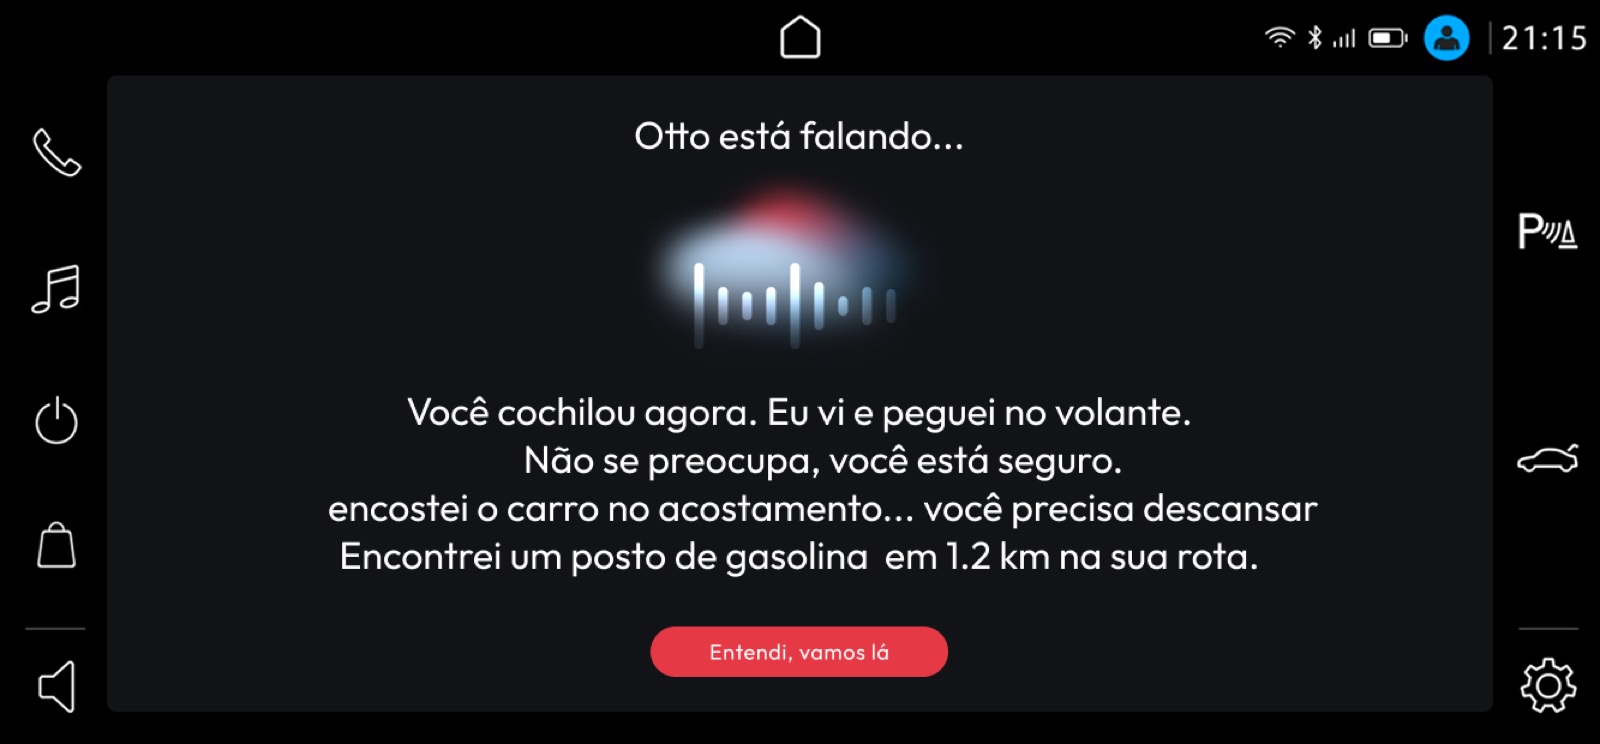 21:15
Otto está falando...
P
Você cochilou agora. Eu vi e peguei no volante.
Não se preocupa, você está seguro.
encostei o carro no acostamento... você precisa descansar
Encontrei um posto de gasolina  em 1.2 km na sua rota.
Entendi, vamos lá